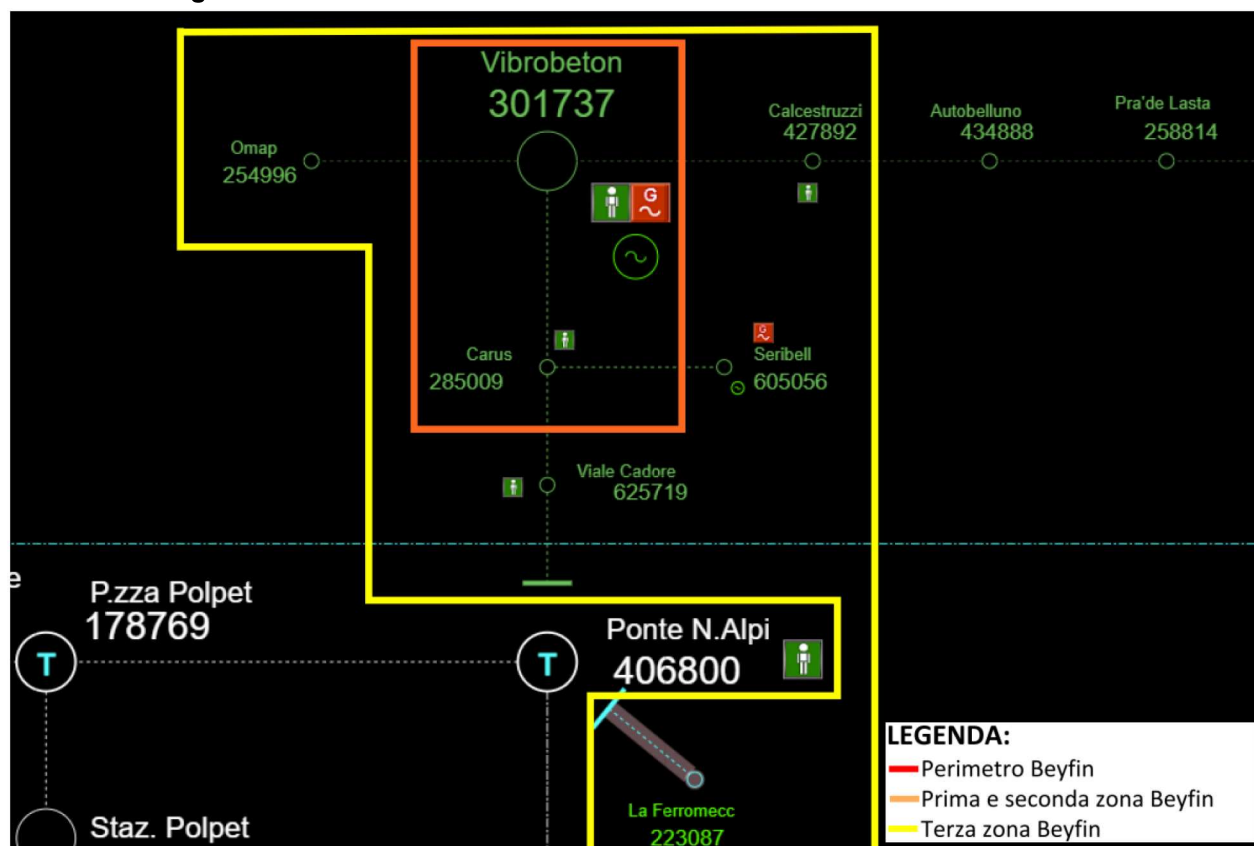 Vibrobeton
301737
Omap
254996
Calcestruzzi
427892
Autobelluno
434888
Pra'de Lasta
258814
G
Carus
285009
G
Seribell
605056
Viale Cadore
625719
e
P.zza Polpet
178769
T
T
Ponte N.Alpi
406800
Staz. Polpet
La Ferromecc
223087
LEGENDA:
Perimetro Beyfin
Prima e seconda zona Beyfin
Terza zona Beyfin